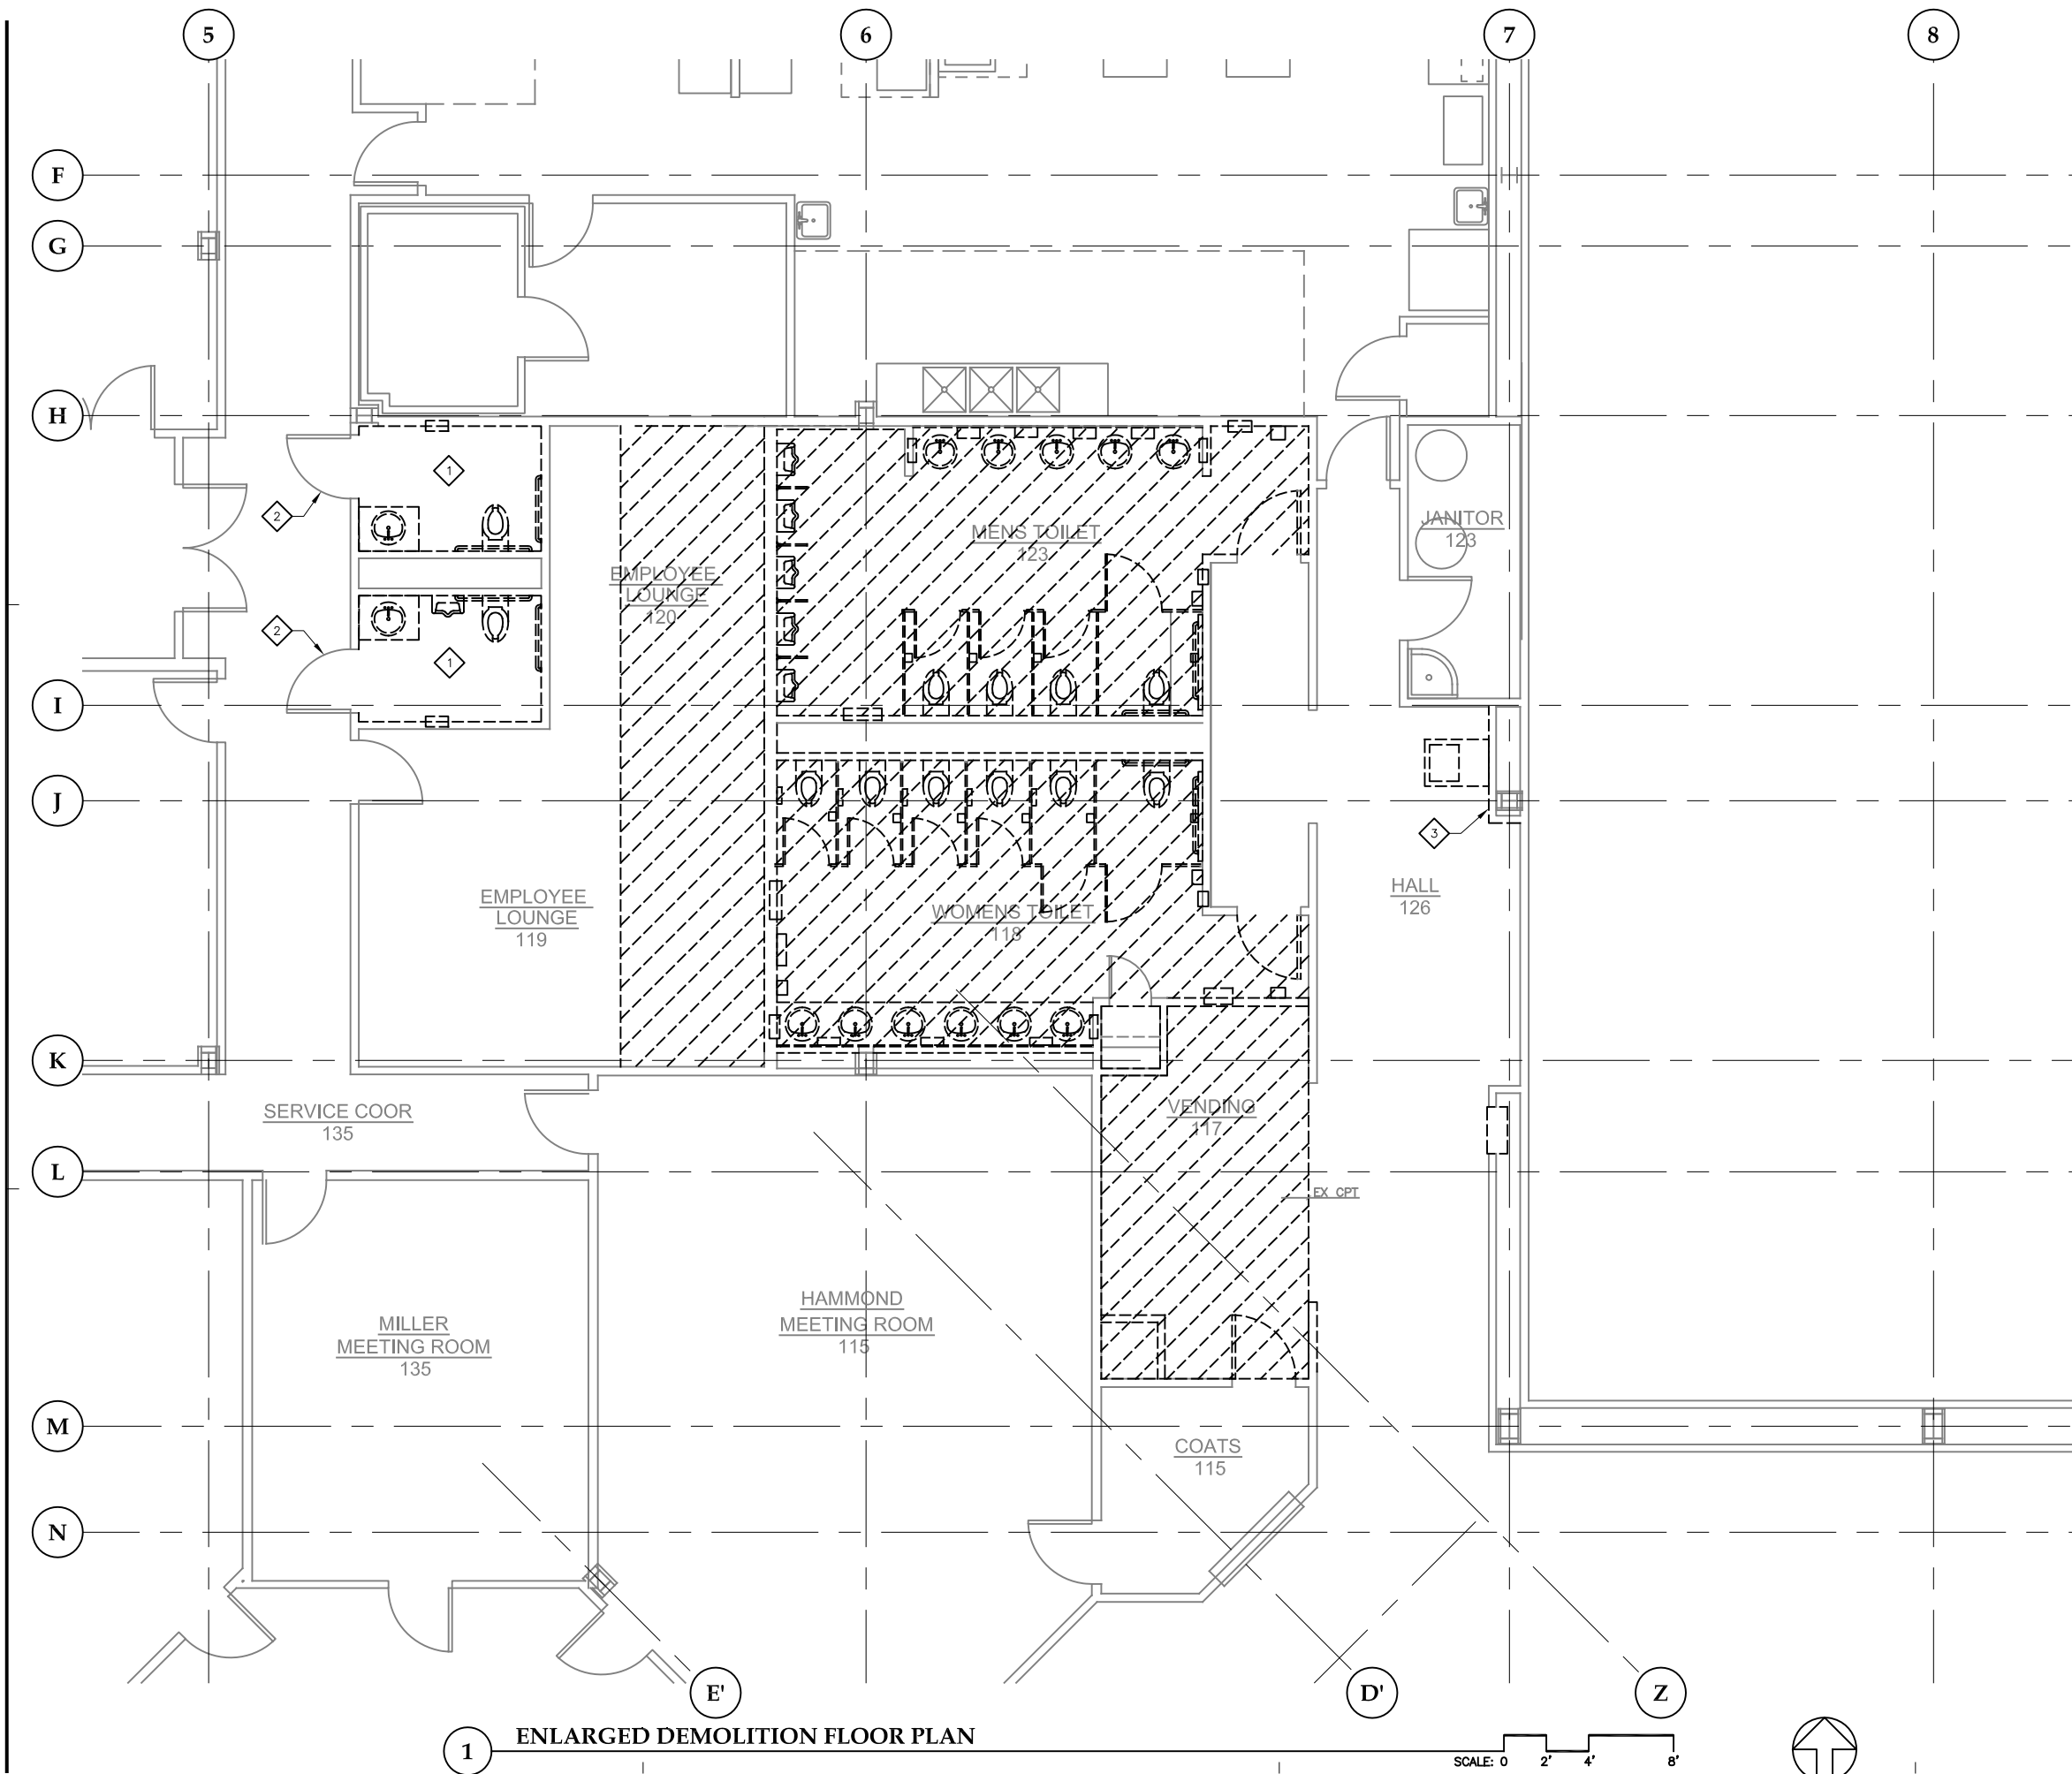 5
6
7
8
F
G
H
1
2
MENS TOILET
123
JANITOR
123
EMPLOYEE
LOUNGE
120
2
1
I
J
3
EMPLOYEE
LOUNGE
119
WOMENS TOILET
118
HALL
126
K
SERVICE COOR
135
VENDING
117
L
EX CPT
MILLER
MEETING ROOM
135
HAMMOND
MEETING ROOM
115
M
COATS
115
N
E'
D'
Z
1
ENLARGED DEMOLITION FLOOR PLAN
SCALE: 0 2' 4' 8'